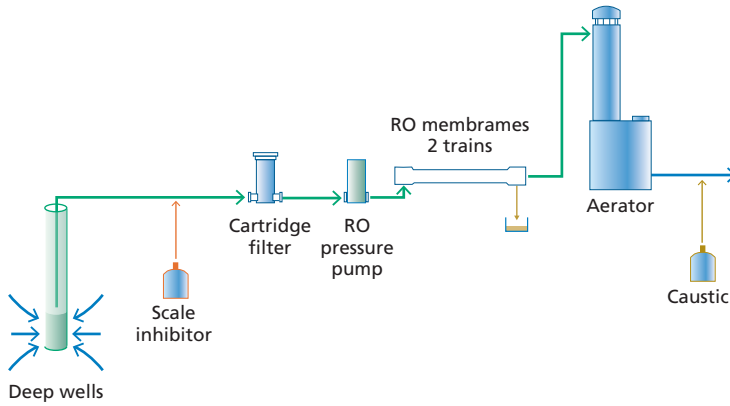 RO membrames
2 trains
Cartridge
filter
RO
pressure
pump
Aerator
Scale
inhibitor
Caustic
Deep wells